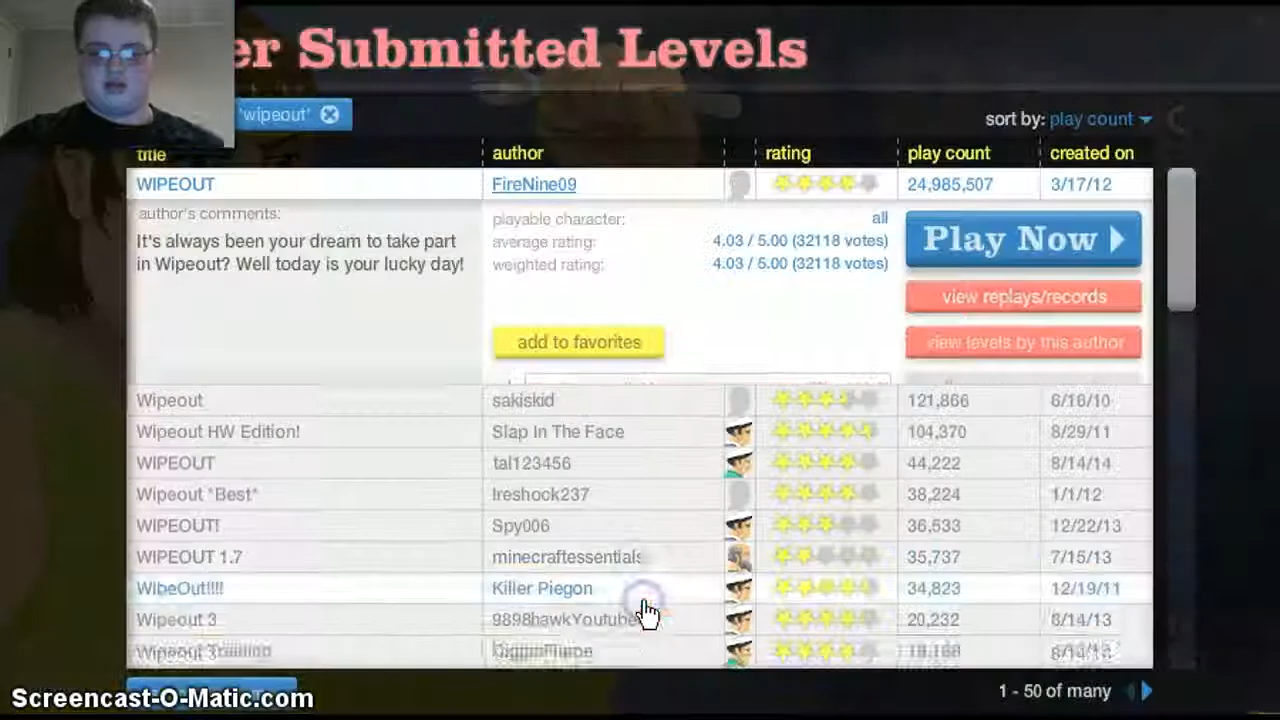 er Submitted Levels
'wipeout'
sort by: play count
title author rating play count created on
WIPEOUT FireNine09 24,985,507 3/17/12
author's comments:
It's always been your dream to take part
in Wipeout? Well today is your lucky day!
playable character: all
average rating: 4.03 / 5.00 (32118 votes)
weighted rating: 4.03 / 5.00 (32118 votes)
add to favorites
Play Now
view replays/records
view levels by this author
Wipeout sakiskid 121,866 6/16/10
Wipeout HW Edition! Slap In The Face 104,370 8/29/11
WIPEOUT tal123456 44,222 8/14/14
Wipeout *Best* Ireshock237 38,224 1/1/12
WIPEOUT! Spy006 36,533 12/22/13
WIPEOUT 1.7 minecraftessentials 35,737 7/15/13
WibeOut!!!! Killer Piegon 34,823 12/19/11
Wipeout 3 9898hawkYoutube 20,232 6/14/13
1 - 50 of many
Screencast-O-Matic.com